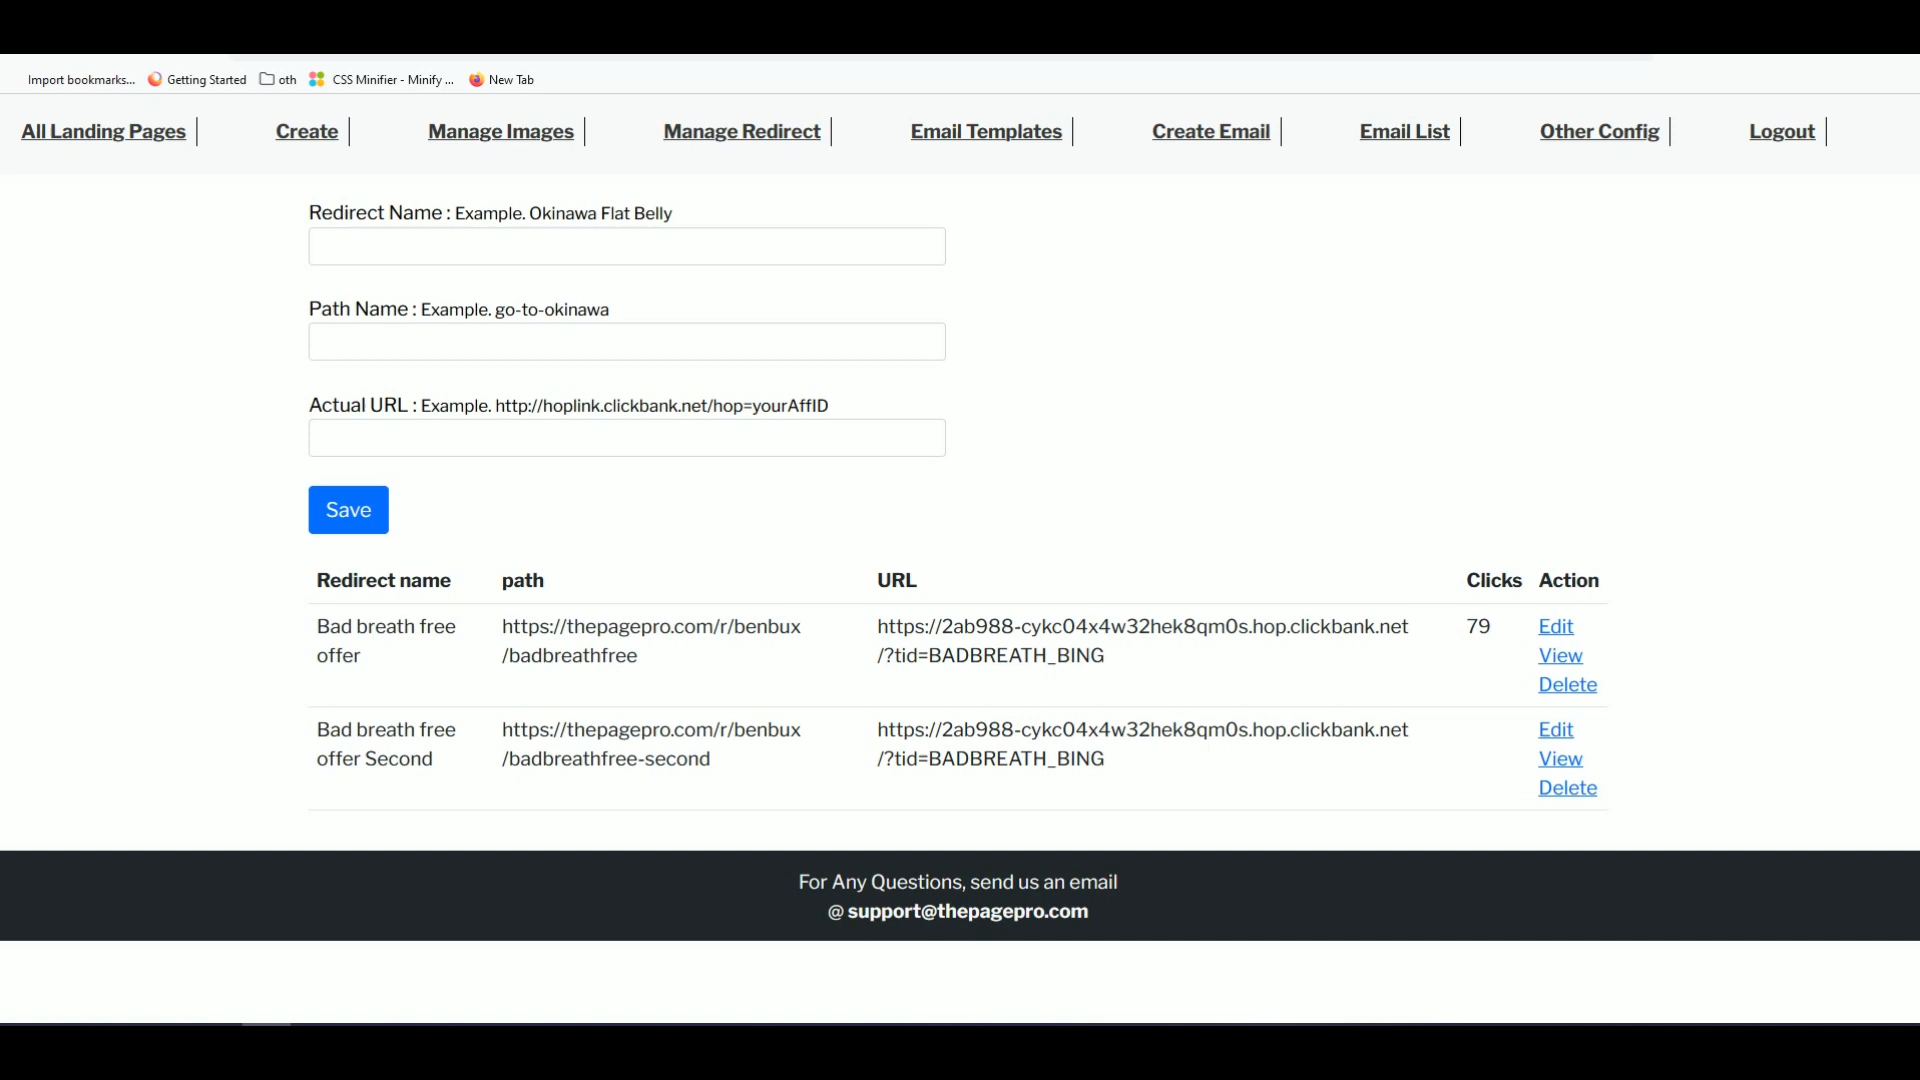 Import bookmarks... Getting Started oth CSS Minifier - Minify ... New Tab
All Landing Pages Create Manage Images Manage Redirect Email Templates Create Email Email List Other Config Logout
Redirect Name : Example. Okinawa Flat Belly
Path Name : Example. go-to-okinawa
Actual URL : Example. http://hoplink.clickbank.net/hop=yourAffID
Save
Redirect name path URL Clicks Action
Bad breath free https://thepagepro.com/r/benbux https://2ab988-cykc04x4w32hek8qm0s.hop.clickbank.net 79 Edit
offer /badbreathfree /?tid=BADBREATH_BING View
Delete
Bad breath free https://thepagepro.com/r/benbux https://2ab988-cykc04x4w32hek8qm0s.hop.clickbank.net Edit
offer Second /badbreathfree-second /?tid=BADBREATH_BING View
Delete
For Any Questions, send us an email
@ support@thepagepro.com